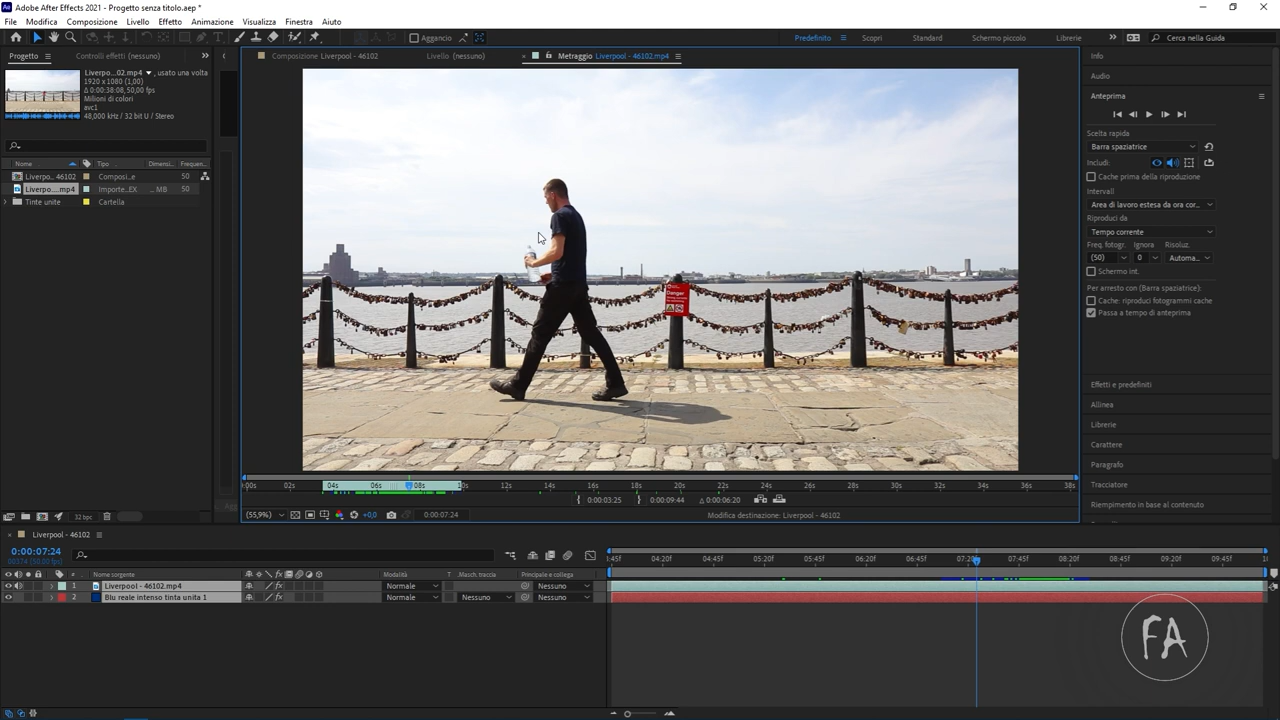 Adobe After Effects 2021 - Progetto senza titolo.aep *
File Modifica Composizione Livello Effetto Animazione Visualizza Finestra Aiuto
Aggancio
Predefinito Scopri Standard Schermo piccolo Librerie Cerca nella Guida
Progetto Controlli effetti (nessuno)
Liverpo...02.mp4 , usato una volta
1920 x 1080 (1,00)
Δ 0:00:38:08, 50,00 fps
Milioni di colori
avc1
48,000 kHz / 32 bit U / Stereo
Nome Tipo Dimensi.. Frequen..
Liverpo.. 46102 Composi...e 50
Liverpo....mp4 Importe...EX ... MB 50
Tinte unite Cartella
32 bpc
Composizione Liverpool - 46102 Livello (nessuno) Metraggio Liverpool - 46102.mp4
Danger
:00s 02s 04s 06s 08s 10s 12s 14s 16s 18s 20s 22s 24s 26s 28s 30s 32s 34s 36s 38s
0:00:03:25 0:00:09:44 Δ 0:00:06:20
(55,9%) +0,0 0:00:07:24 Modifica destinazione: Liverpool - 46102
Info
Audio
Anteprima
Scelta rapida
Barra spaziatrice
Includi:
Cache prima della riproduzione
Intervalli
Area di lavoro estesa da ora cor...
Riproduci da
Tempo corrente
Freq. fotogr. Ignora Risoluz.
(50) 0 Automa...
Schermo int.
Per arresto con (Barra spaziatrice):
Cache: riproduci fotogrammi cache
Passa a tempo di anteprima
Effetti e predefiniti
Allinea
Librerie
Carattere
Paragrafo
Tracciatore
Riempimento in base al contenuto
Liverpool - 46102
0:00:07:24
00374 (50.00 fps)
:45f 04:20f 04:45f 05:20f 05:45f 06:20f 06:45f 07:20f 07:45f 08:20f 08:45f 09:20f 09:45f 10:
# Nome sorgente Modalità T Masch. traccia Principale e collega
1 Liverpool - 46102.mp4 Normale Nessuno
2 Blu reale intenso tinta unita 1 Normale Nessuno Nessuno
FA